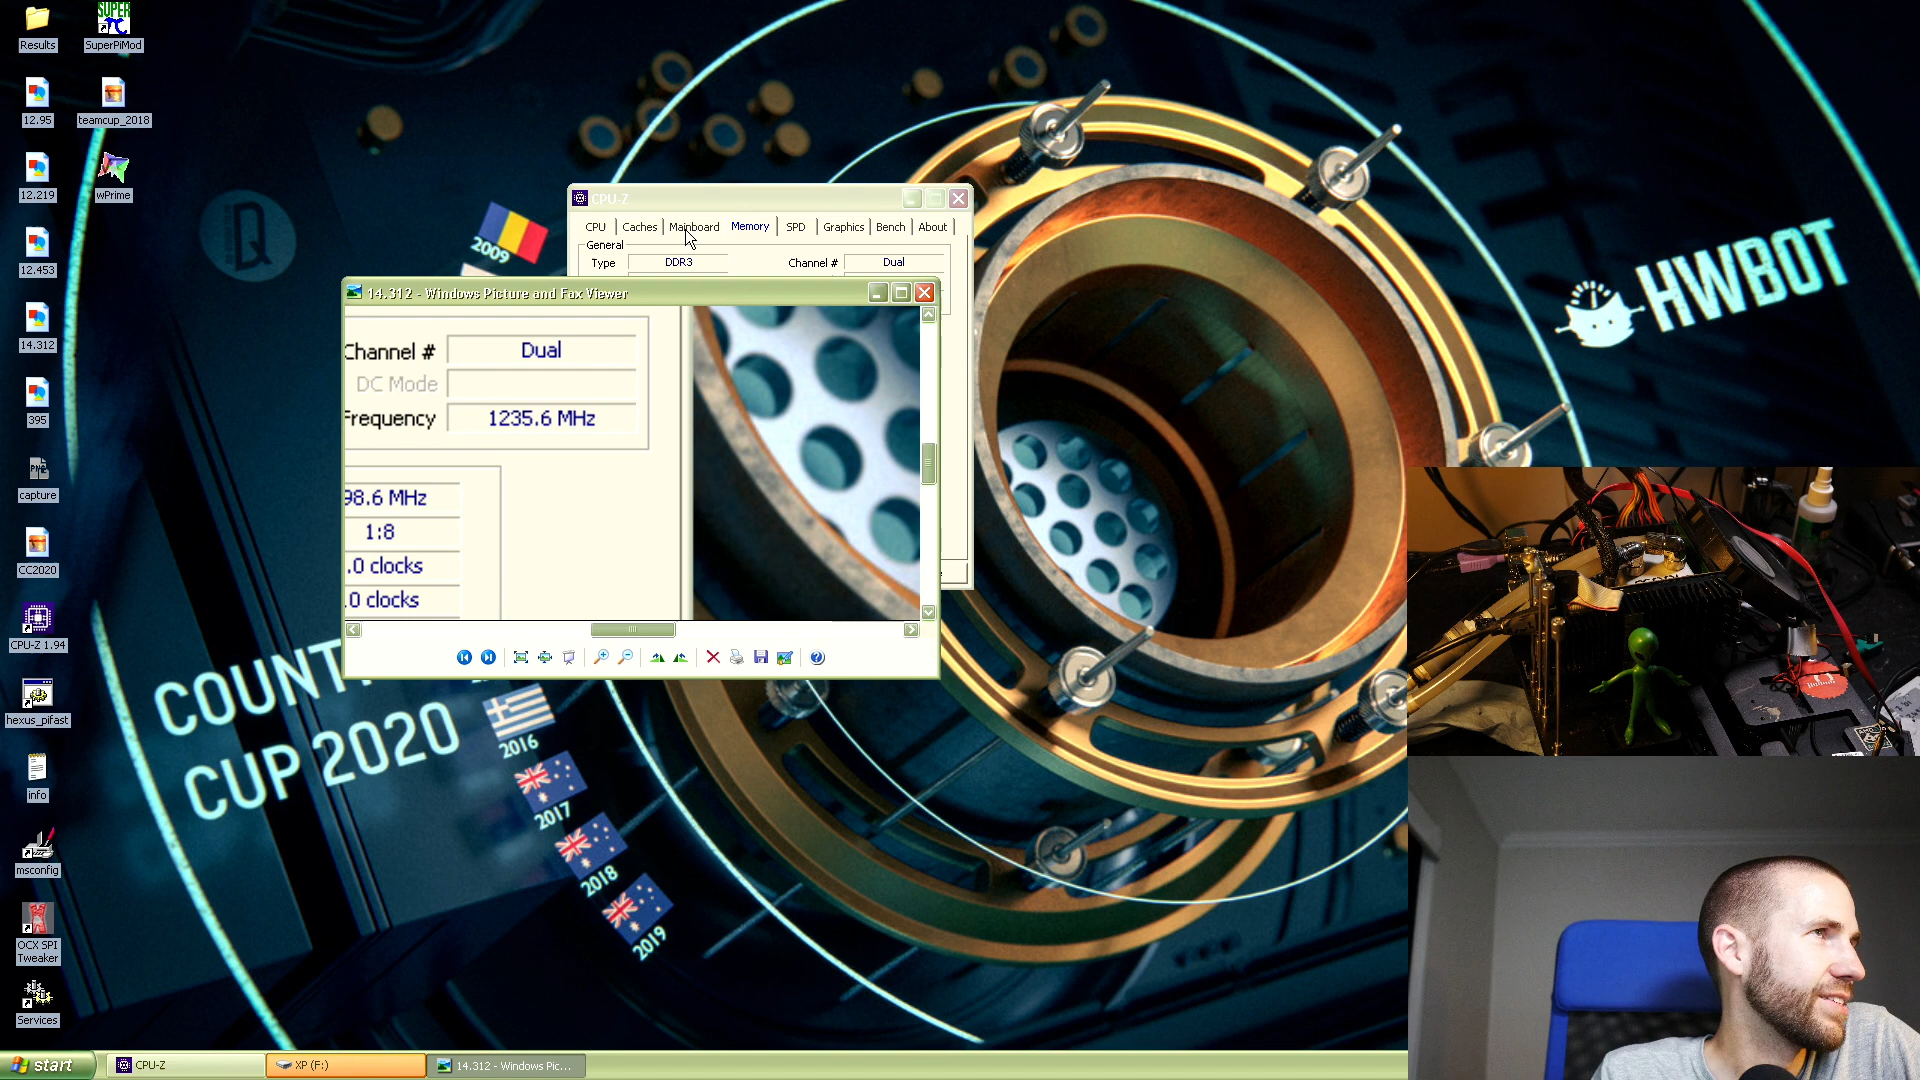 Results
SuperPiMod
12.95
teamcup_2018
12.219
wPrime
12.453
14.312
395
capture
CC2020
CPU-Z 1.94
hexus_pifast
info
msconfig
OCX SPI
Tweaker
Services
SUPER
π
2009
HWBOT
COUNT
CUP 2020
2016
2017
2018
2019
CPU-Z
CPU
Caches
Mainboard
Memory
SPD
Graphics
Bench
About
General
Type
DDR3
Channel #
Dual
14.312 - Windows Picture and Fax Viewer
Channel #
Dual
DC Mode
Frequency
1235.6 MHz
98.6 MHz
1:8
.0 clocks
.0 clocks
start
CPU-Z
XP (F:)
14.312 - Windows Pic...